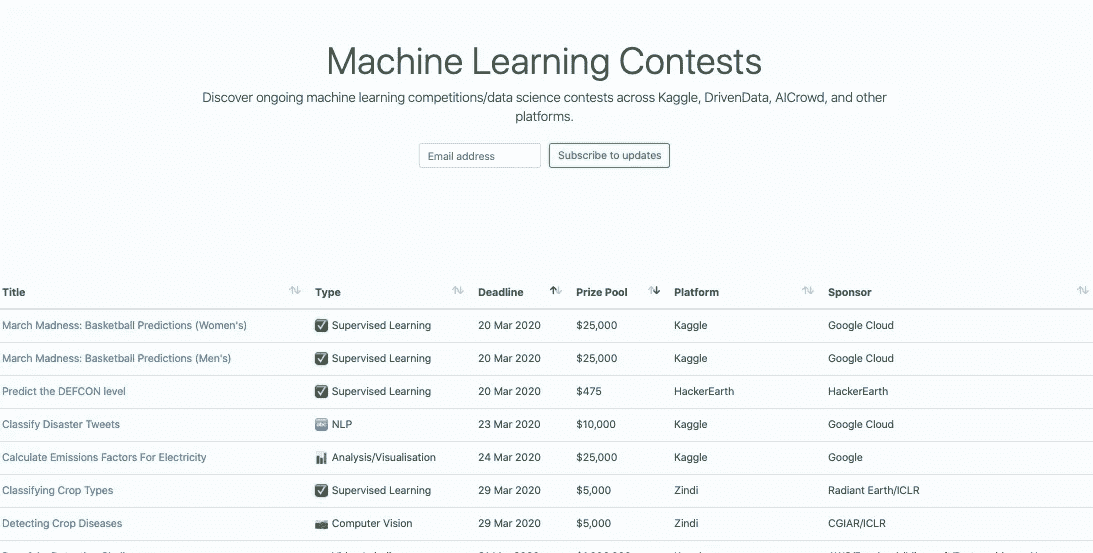 Machine Learning Contests
Discover ongoing machine learning competitions/data science contests across Kaggle, DrivenData, AICrowd, and other
platforms.
Email address Subscribe to updates
Title Type Deadline Prize Pool Platform Sponsor
March Madness: Basketball Predictions (Women's) Supervised Learning 20 Mar 2020 $25,000 Kaggle Google Cloud
March Madness: Basketball Predictions (Men's) Supervised Learning 20 Mar 2020 $25,000 Kaggle Google Cloud
Predict the DEFCON level Supervised Learning 20 Mar 2020 $475 HackerEarth HackerEarth
Classify Disaster Tweets NLP 23 Mar 2020 $10,000 Kaggle Google Cloud
Calculate Emissions Factors For Electricity Analysis/Visualisation 24 Mar 2020 $25,000 Kaggle Google
Classifying Crop Types Supervised Learning 29 Mar 2020 $5,000 Zindi Radiant Earth/ICLR
Detecting Crop Diseases Computer Vision 29 Mar 2020 $5,000 Zindi CGIAR/ICLR